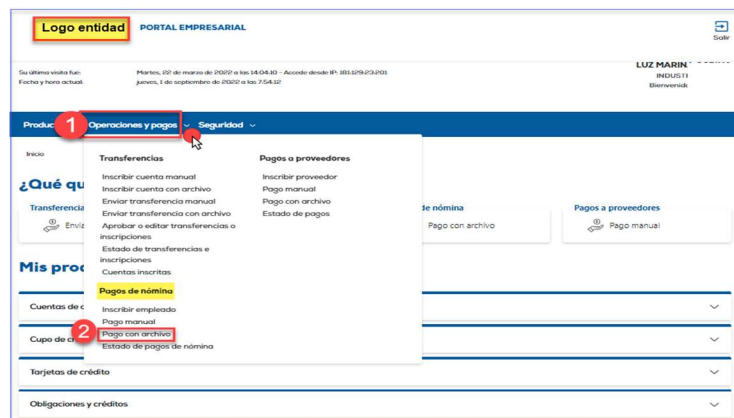 Logo entidad
PORTAL EMPRESARIAL
Salir
Su última visita fue: Martes, 22 de marzo de 2022 a las 14:04:10 - Accede desde IP: 181.129.23.201
Fecha y hora actual: jueves, 1 de septiembre de 2022 a las 7:54:12
LUZ MARIN
INDUSTI
Bienvenid
Produc 1 Operaciones y pagos Seguridad
Inicio
Transferencias
Inscribir cuenta manual
Inscribir cuenta con archivo
Enviar transferencia manual
Enviar transferencia con archivo
Aprobar o editar transferencias o
inscripciones
Estado de transferencias e
inscripciones
Cuentas inscritas
Pagos de nómina
Inscribir empleado
Pago manual
2 Pago con archivo
Estado de pagos de nómina
Pagos a proveedores
Inscribir proveedor
Pago manual
Pago con archivo
Estado de pagos
¿Qué qu
Transferencia
Envia
de nómina
Pago con archivo
Pagos a proveedores
Pago manual
Mis prod
Cuentas de
Cupo de
Tarjetas de crédito
Obligaciones y créditos